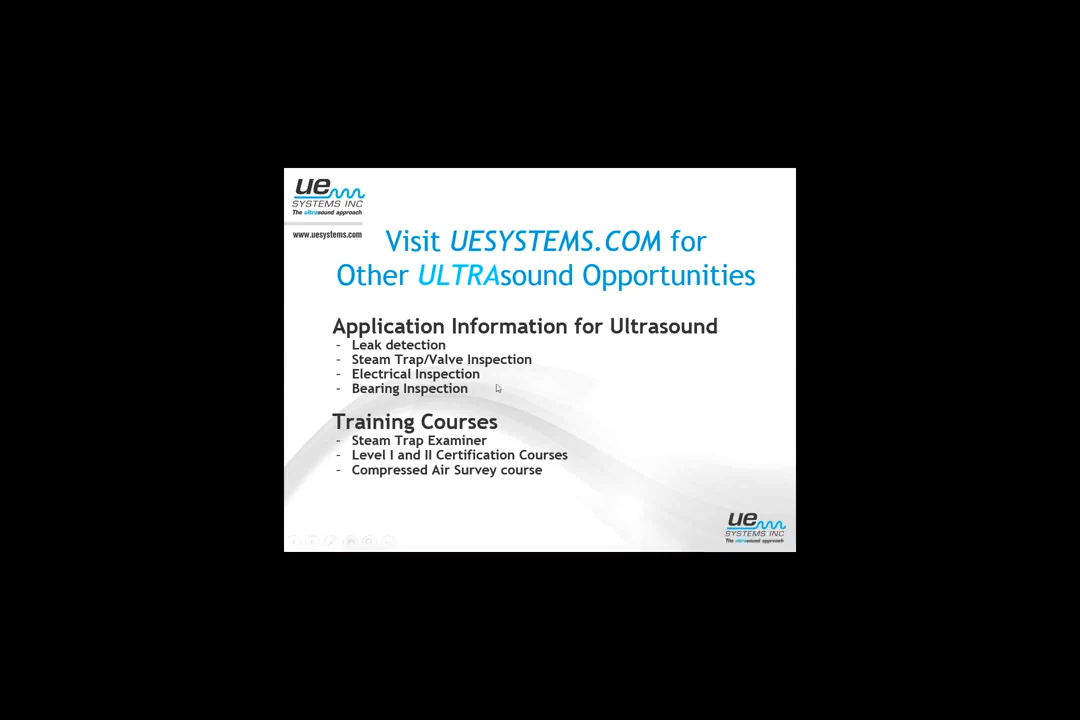 ue
SYSTEMS INC
The ultrasound approach
www.uesystems.com
Visit UESYSTEMS.COM for
Other ULTRAsound Opportunities
Application Information for Ultrasound
- Leak detection
- Steam Trap/Valve Inspection
- Electrical Inspection
- Bearing Inspection
Training Courses
- Steam Trap Examiner
- Level I and II Certification Courses
- Compressed Air Survey course
ue
SYSTEMS INC
The ultrasound approach